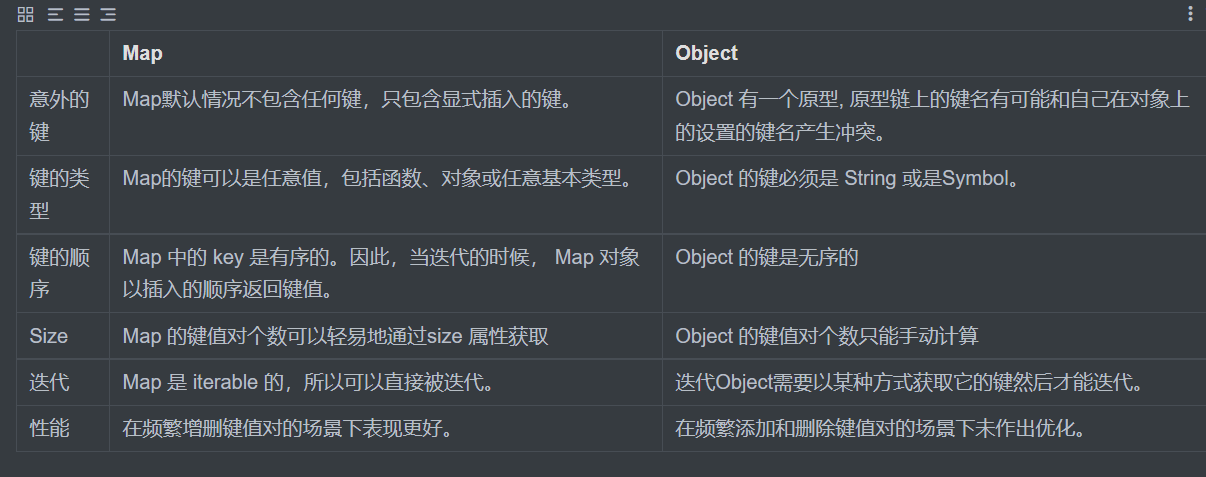 Map Object
意外的键 Map默认情况不包含任何键，只包含显式插入的键。 Object 有一个原型, 原型链上的键名有可能和自己在对象上的设置的键名产生冲突。
键的类型 Map的键可以是任意值，包括函数、对象或任意基本类型。 Object 的键必须是 String 或是Symbol。
键的顺序 Map 中的 key 是有序的。因此，当迭代的时候， Map 对象以插入的顺序返回键值。 Object 的键是无序的
Size Map 的键值对个数可以轻易地通过size 属性获取 Object 的键值对个数只能手动计算
迭代 Map 是 iterable 的，所以可以直接被迭代。 迭代Object需要以某种方式获取它的键然后才能迭代。
性能 在频繁增删键值对的场景下表现更好。 在频繁添加和删除键值对的场景下未作出优化。